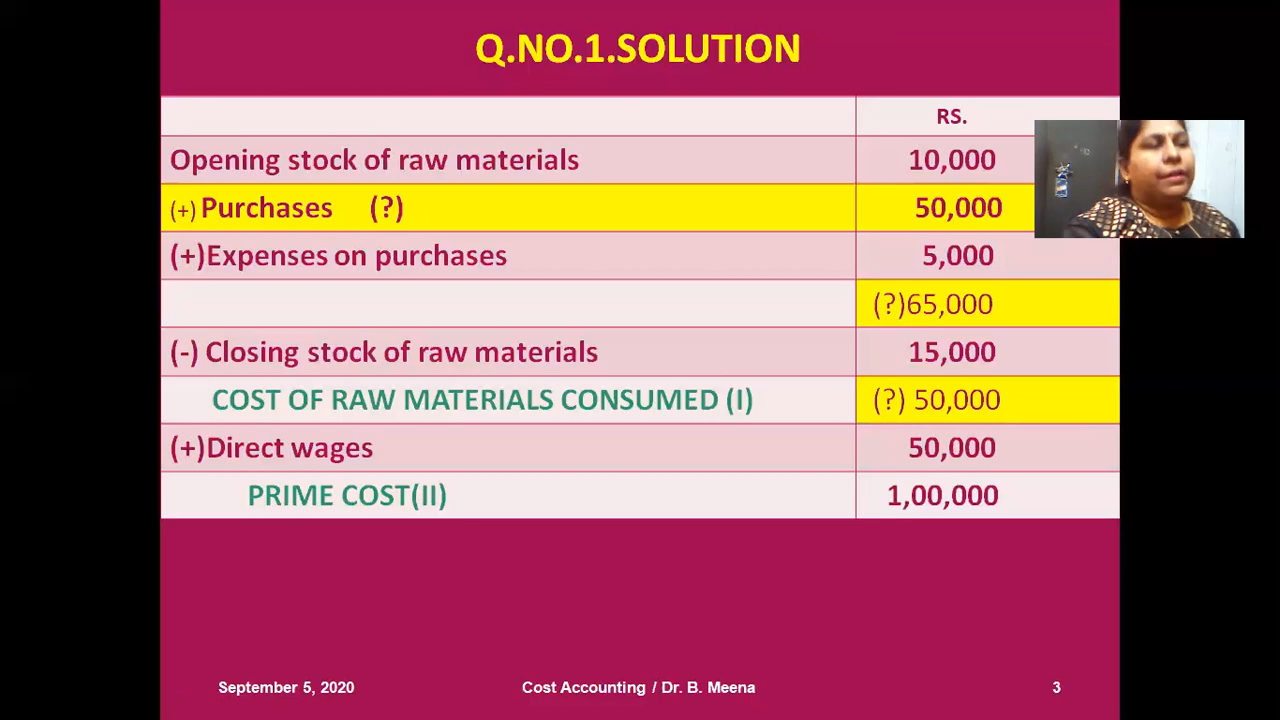 Q.NO.1.SOLUTION
RS.
Opening stock of raw materials 10,000
(+) Purchases (?) 50,000
(+)Expenses on purchases 5,000
(?)65,000
(-) Closing stock of raw materials 15,000
COST OF RAW MATERIALS CONSUMED (I) (?) 50,000
(+)Direct wages 50,000
PRIME COST(II) 1,00,000
September 5, 2020 Cost Accounting / Dr. B. Meena 3